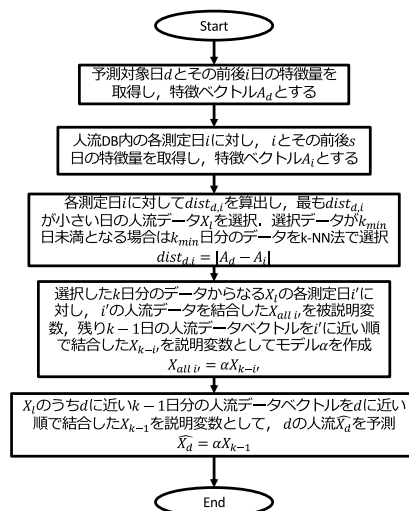 Start
予測対象日dとその前後i日の特徴量を
取得し，特徴ベクトルA_dとする
人流DB内の各測定日iに対し，iとその前後s
日の特徴量を取得し，特徴ベクトルA_iとする
各測定日iに対してdist_{d,i}を算出し，最もdist_{d,i}
が小さい日の人流データX_lを選択．選択データがk_{min}
日未満となる場合はk_{min}日分のデータをk-NN法で選択
dist_{d,i} = |A_d − A_i|
選択したk日分のデータからなるX_lの各測定日i'に
対し，i'の人流データを結合したX_{all i'}を被説明変
数，残りk−1日の人流データベクトルをi'に近い順
で結合したX_{k−i'}を説明変数としてモデルαを作成
X_{all i'} = αX_{k−i'}
X_lのうちdに近いk−1日分の人流データベクトルをdに近い
順で結合したX_{k−1}を説明変数として，dの人流\widehat{X_d}を予測
\widehat{X_d} = αX_{k−1}
End